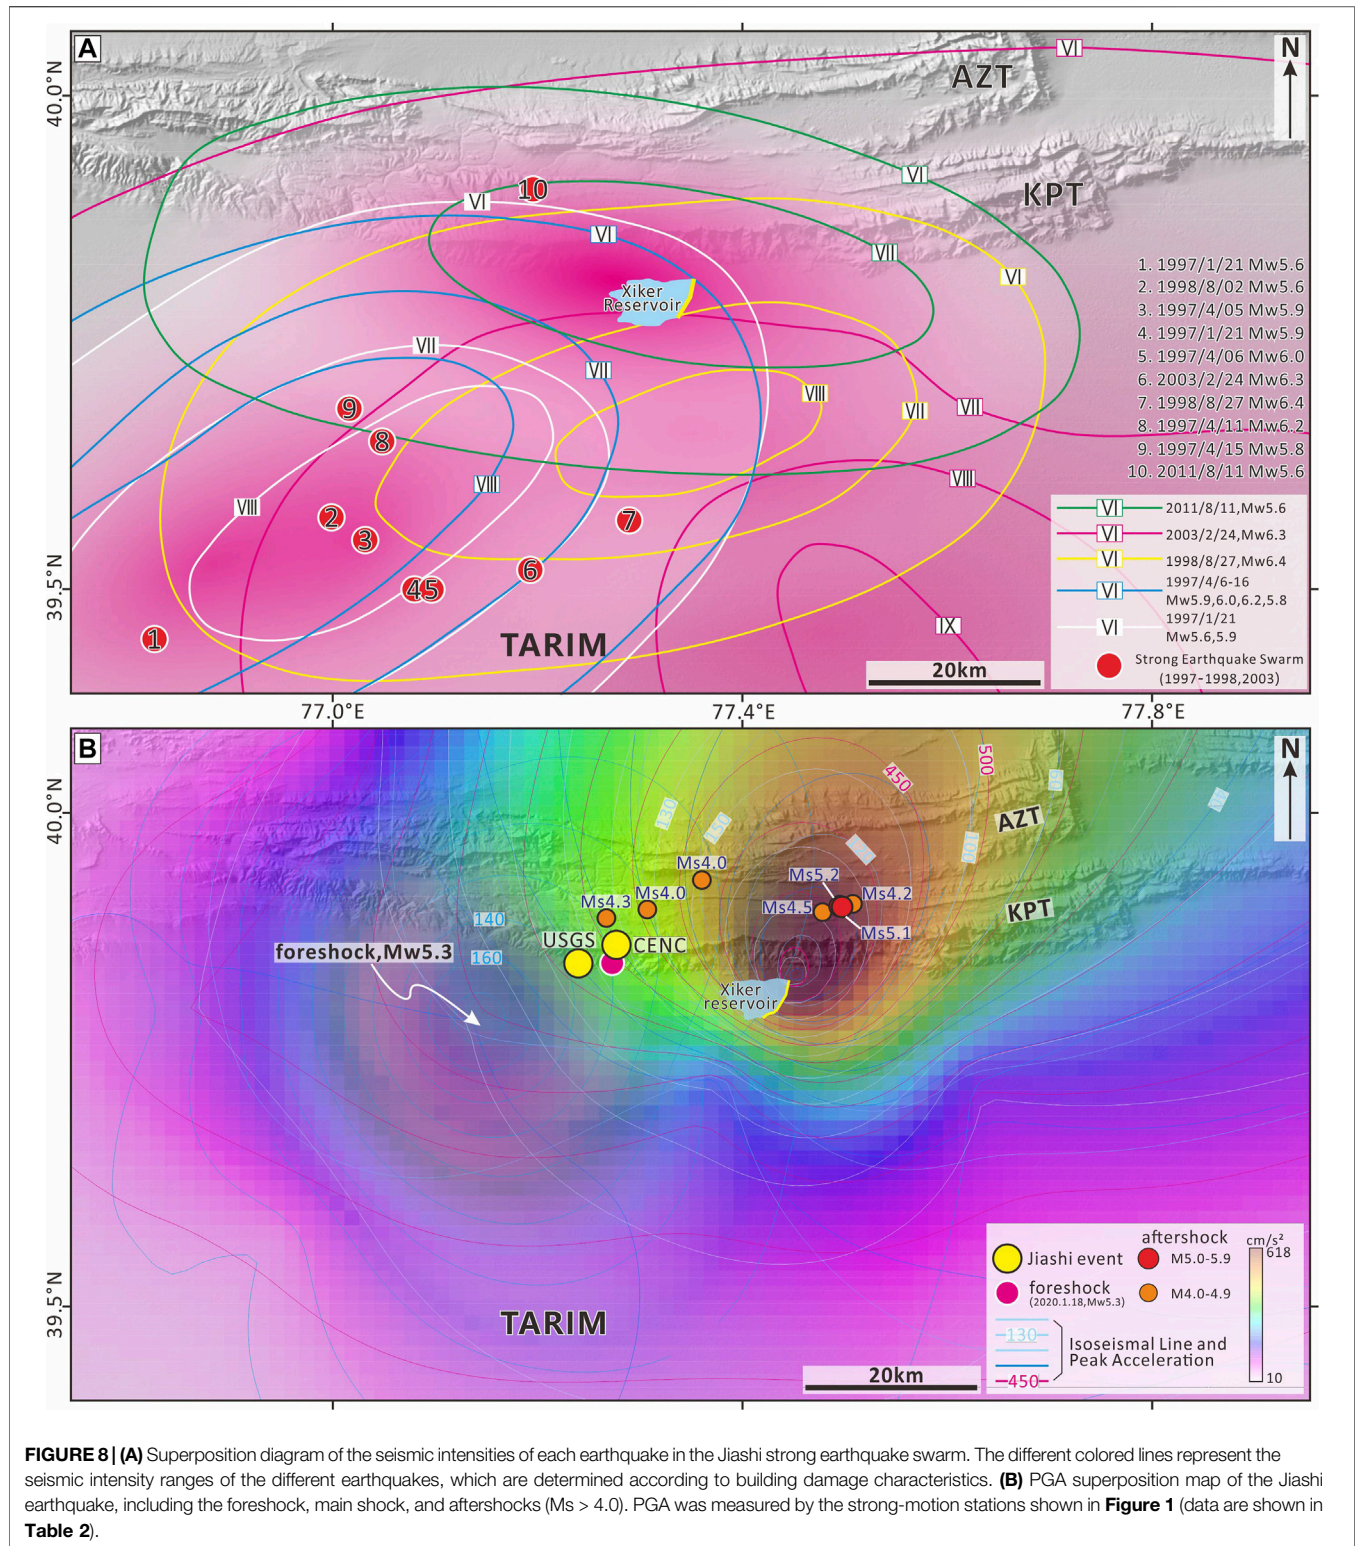 A
N
40.0°N
39.5°N
VI
AZT
KPT
VI
VI
VI
VI
VII
VI
10
Xiker
Reservoir
VII
VII
VIII
VII
VII
VIII
VIII
VIII
IX
9
8
2
3
7
6
4
5
1
TARIM
1. 1997/1/21 Mw5.6
2. 1998/8/02 Mw5.6
3. 1997/4/05 Mw5.9
4. 1997/1/21 Mw5.9
5. 1997/4/06 Mw6.0
6. 2003/2/24 Mw6.3
7. 1998/8/27 Mw6.4
8. 1997/4/11 Mw6.2
9. 1997/4/15 Mw5.8
10. 2011/8/11 Mw5.6
VI 2011/8/11,Mw5.6
VI 2003/2/24,Mw6.3
VI 1998/8/27,Mw6.4
VI 1997/4/6-16
Mw5.9,6.0,6.2,5.8
VI 1997/1/21
Mw5.6,5.9
Strong Earthquake Swarm
(1997-1998,2003)
20km
77.0°E
77.4°E
77.8°E
B
N
40.0°N
39.5°N
500
450
130
150
100
AZT
KPT
Ms4.0
Ms5.2
Ms4.3
Ms4.0
Ms4.5
Ms4.2
Ms5.1
140
160
USGS
CENC
foreshock,Mw5.3
Xiker
reservoir
TARIM
20km
Jiashi event
foreshock
(2020.1.18,Mw5.3)
aftershock
M5.0-5.9
M4.0-4.9
130
450
Isoseismal Line and
Peak Acceleration
cm/s²
618
10
FIGURE 8 | (A) Superposition diagram of the seismic intensities of each earthquake in the Jiashi strong earthquake swarm. The different colored lines represent the
seismic intensity ranges of the different earthquakes, which are determined according to building damage characteristics. (B) PGA superposition map of the Jiashi
earthquake, including the foreshock, main shock, and aftershocks (Ms > 4.0). PGA was measured by the strong-motion stations shown in Figure 1 (data are shown in
Table 2).